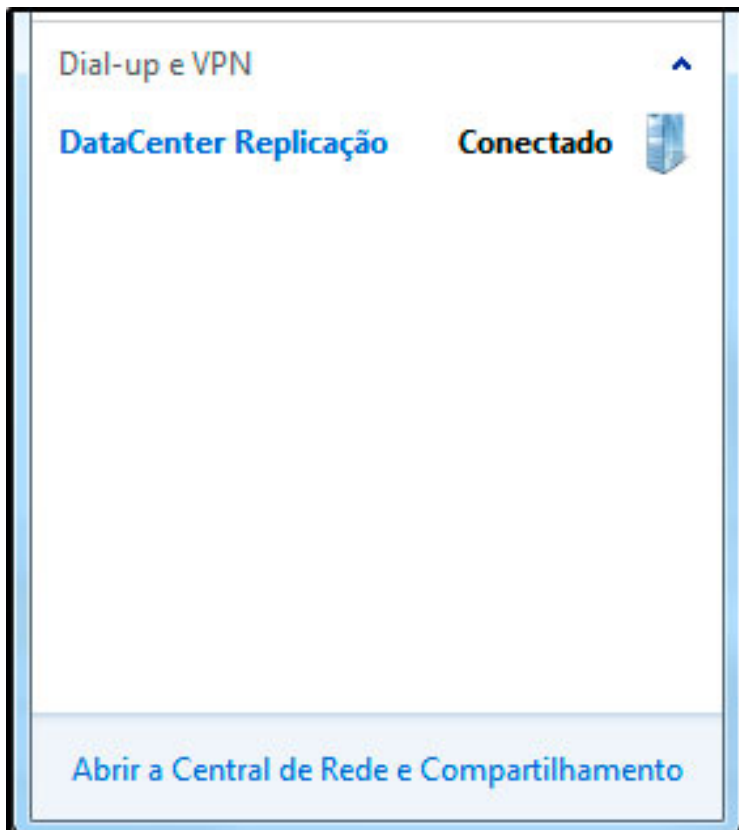 Dial-up e VPN
DataCenter Replicação Conectado
Abrir a Central de Rede e Compartilhamento